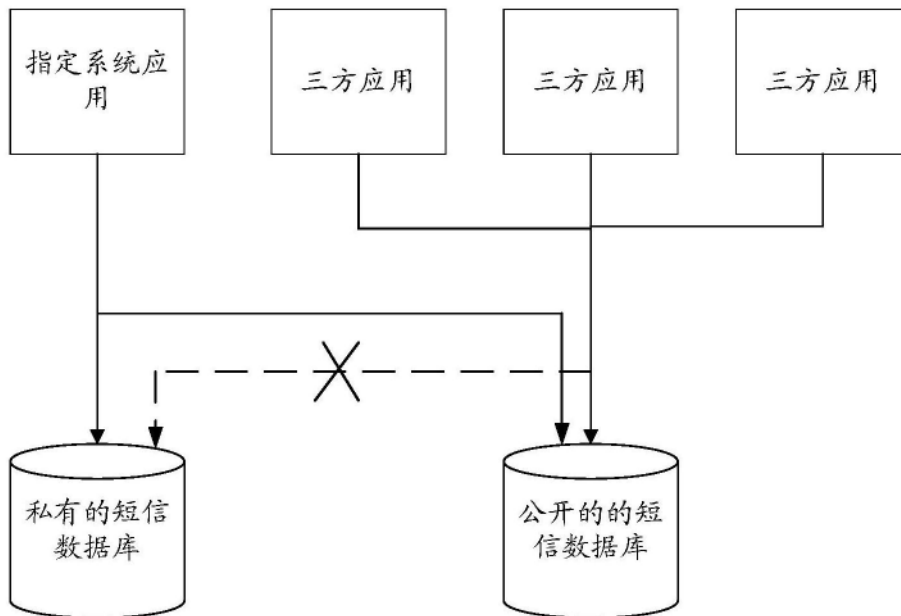 指定系统应
用
三方应用
三方应用
三方应用
私有的短信
数据库
公开的的短
信数据库